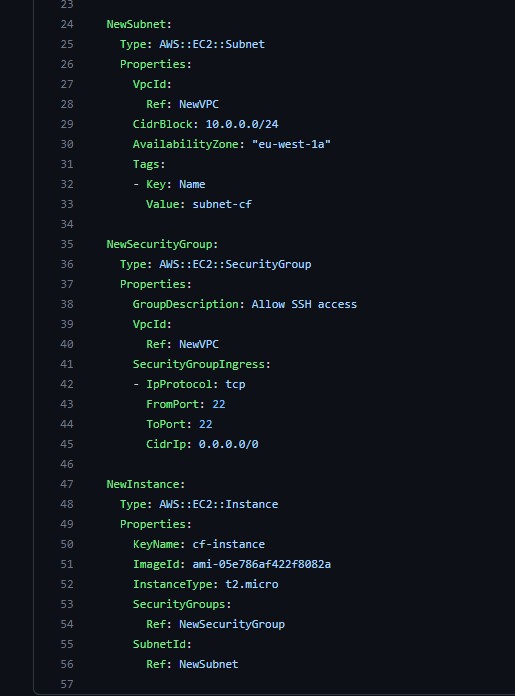 23
24 NewSubnet:
25 Type: AWS::EC2::Subnet
26 Properties:
27 VpcId:
28 Ref: NewVPC
29 CidrBlock: 10.0.0.0/24
30 AvailabilityZone: "eu-west-1a"
31 Tags:
32 - Key: Name
33 Value: subnet-cf
34
35 NewSecurityGroup:
36 Type: AWS::EC2::SecurityGroup
37 Properties:
38 GroupDescription: Allow SSH access
39 VpcId:
40 Ref: NewVPC
41 SecurityGroupIngress:
42 - IpProtocol: tcp
43 FromPort: 22
44 ToPort: 22
45 CidrIp: 0.0.0.0/0
46
47 NewInstance:
48 Type: AWS::EC2::Instance
49 Properties:
50 KeyName: cf-instance
51 ImageId: ami-05e786af422f8082a
52 InstanceType: t2.micro
53 SecurityGroups:
54 Ref: NewSecurityGroup
55 SubnetId:
56 Ref: NewSubnet
57